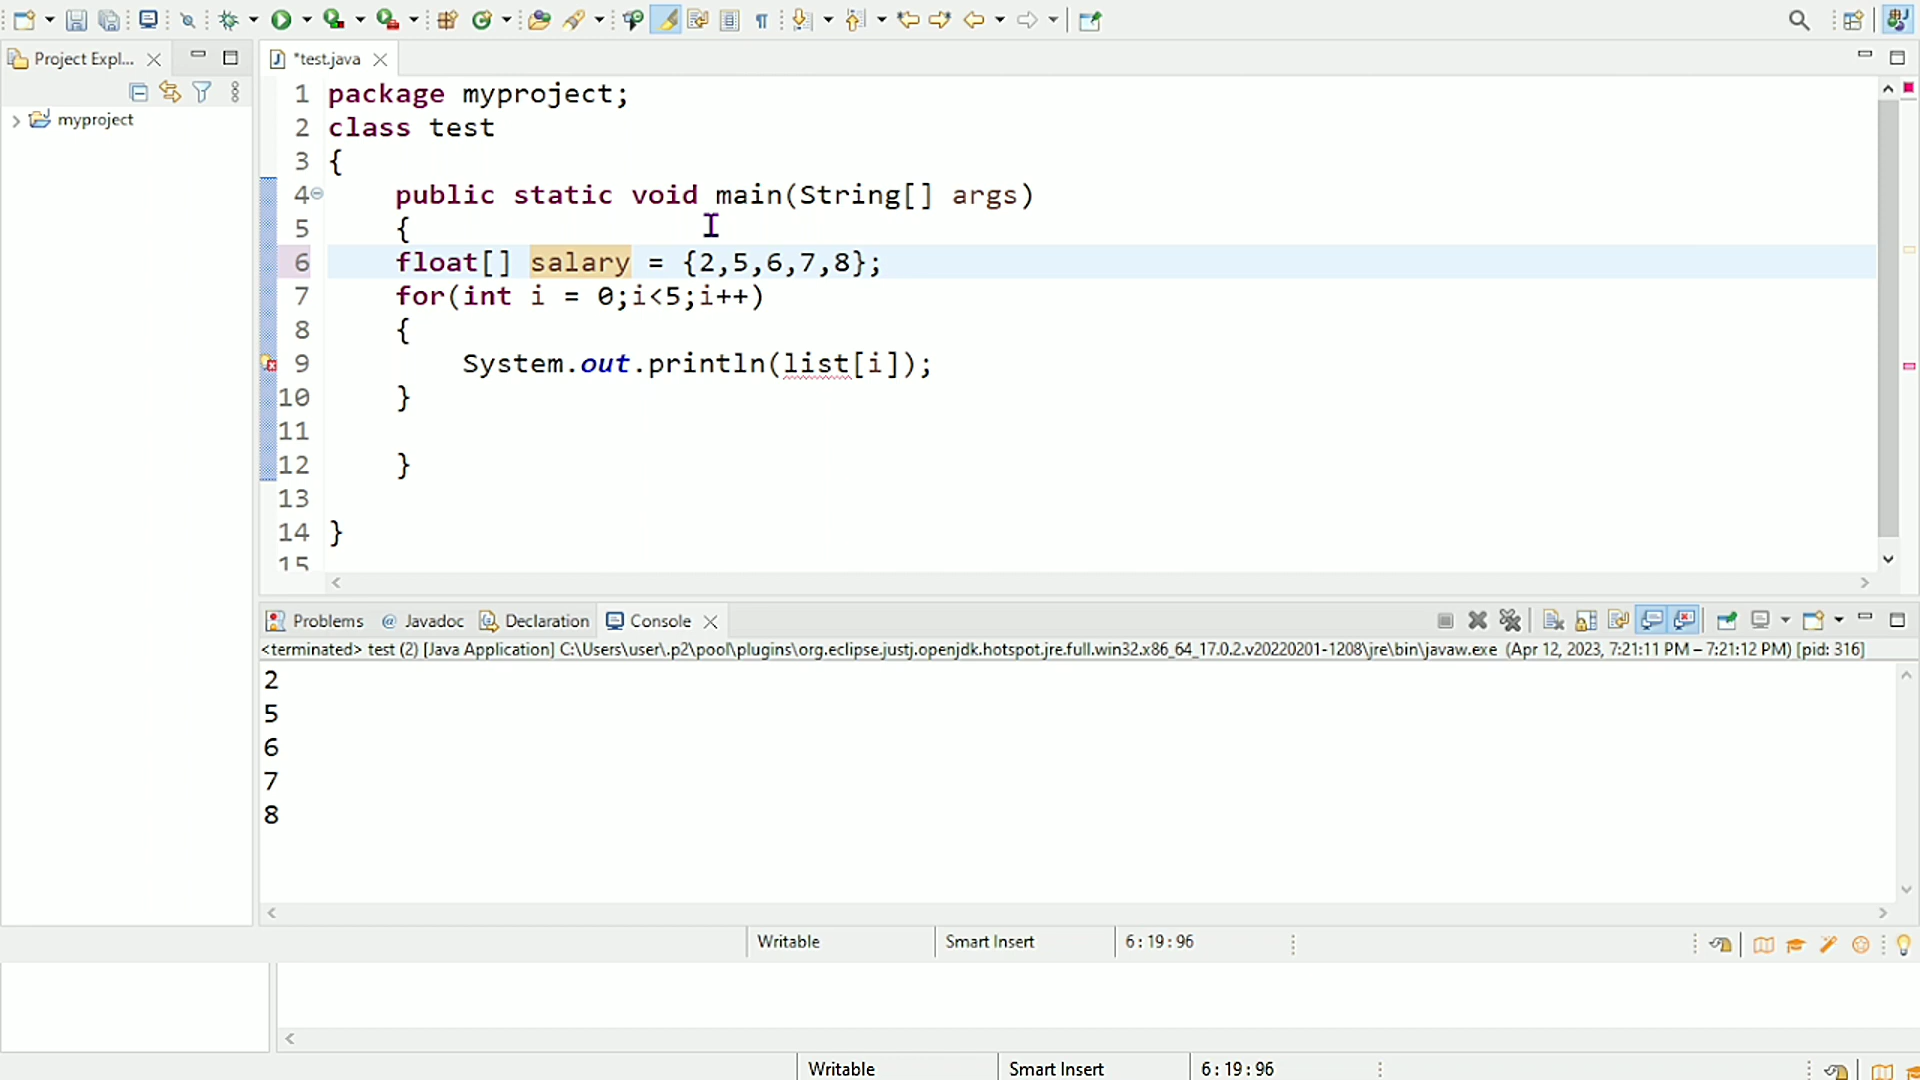 Project Expl...
*test.java
myproject
1 package myproject;
2 class test
3 {
4 public static void main(String[] args)
5 {
6 float[] salary = {2,5,6,7,8};
7 for(int i = 0;i<5;i++)
8 {
9 System.out.println(list[i]);
10 }
11
12 }
13
14 }
15
Problems @ Javadoc Declaration Console
<terminated> test (2) [Java Application] C:\Users\user\.p2\pool\plugins\org.eclipse.justj.openjdk.hotspot.jre.full.win32.x86_64_17.0.2.v20220201-1208\jre\bin\javaw.exe (Apr 12, 2023, 7:21:11 PM – 7:21:12 PM) [pid: 316]
2
5
6
7
8
Writable Smart Insert 6 : 19 : 96
Writable Smart Insert 6 : 19 : 96